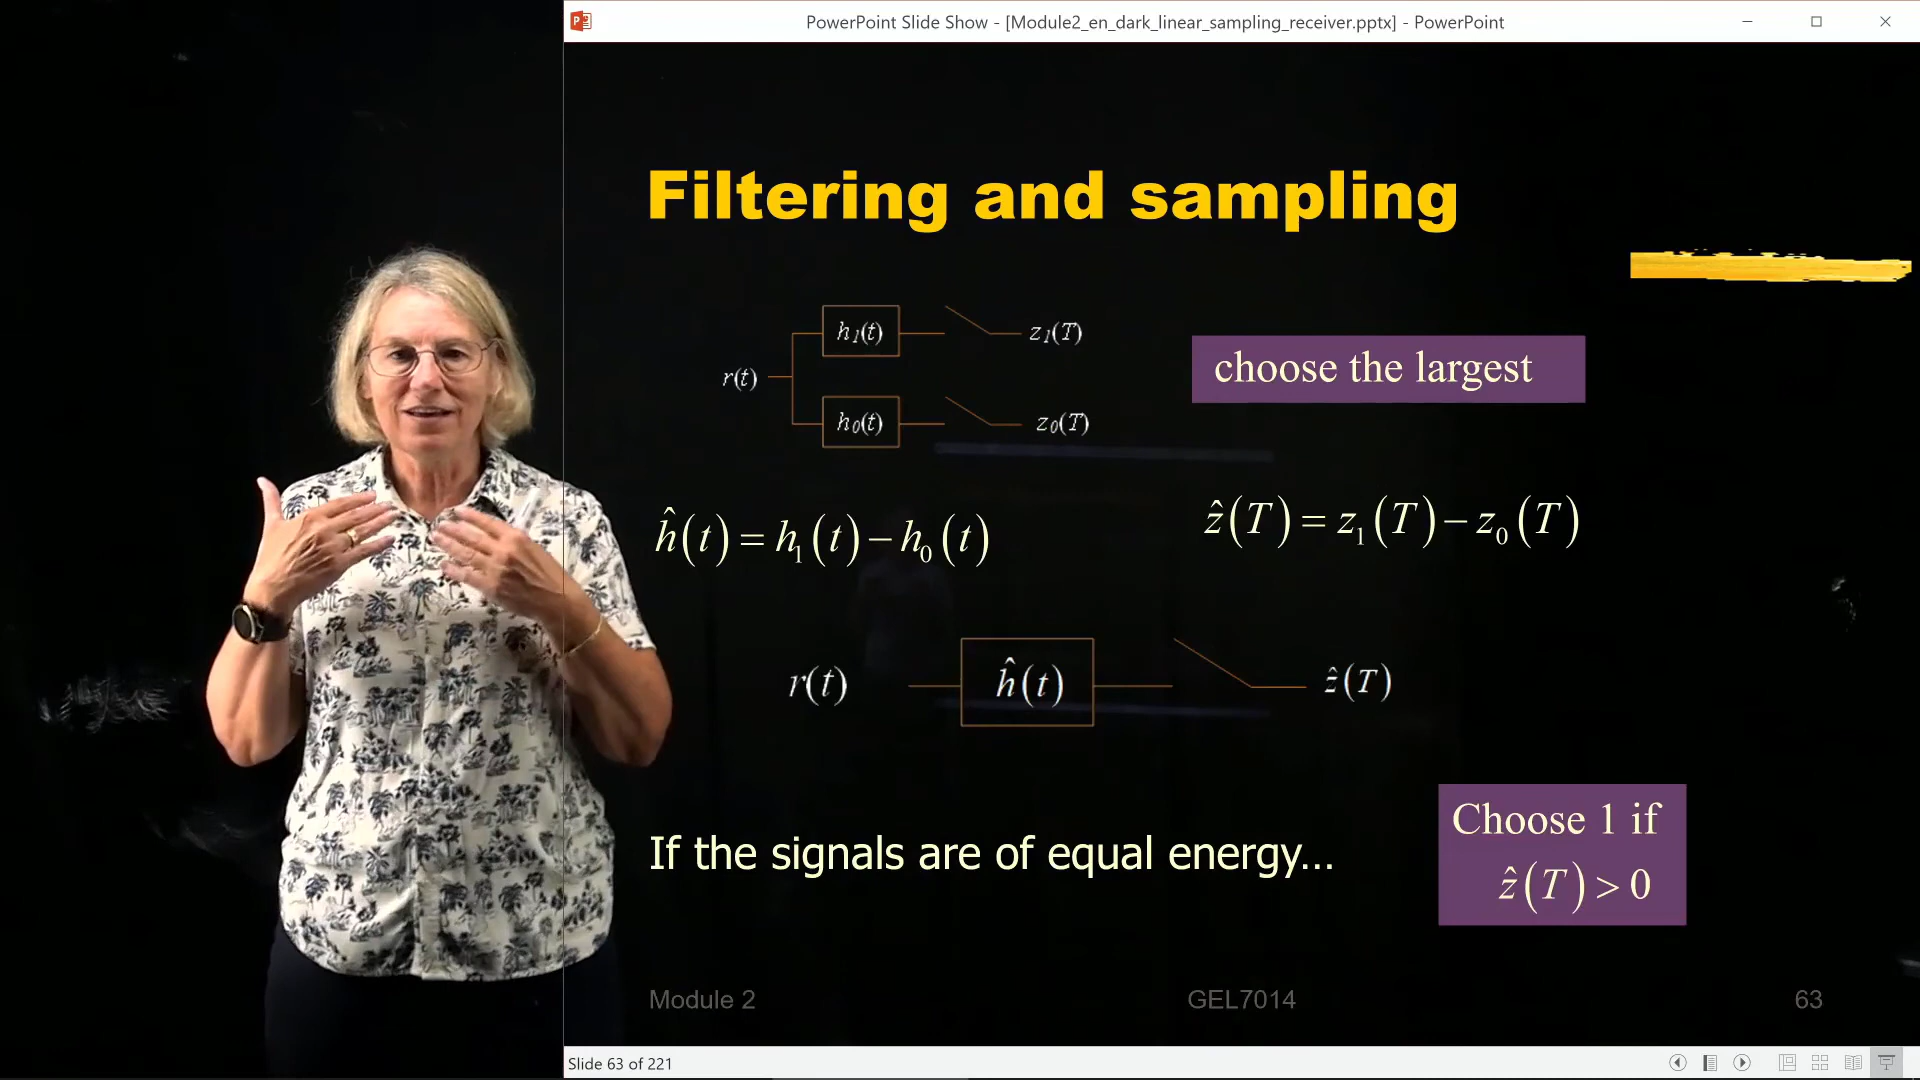 PowerPoint Slide Show - [Module2_en_dark_linear_sampling_receiver.pptx] - PowerPoint
Filtering and sampling
h₁(t)
z₁(T)
choose the largest
r(t)
h₀(t)
z₀(T)
ĥ(t) = h₁(t) − h₀(t)
ẑ(T) = z₁(T) − z₀(T)
r(t)
ĥ(t)
ẑ(T)
If the signals are of equal energy...
Choose 1 if
ẑ(T) > 0
Module 2
GEL7014
63
Slide 63 of 221